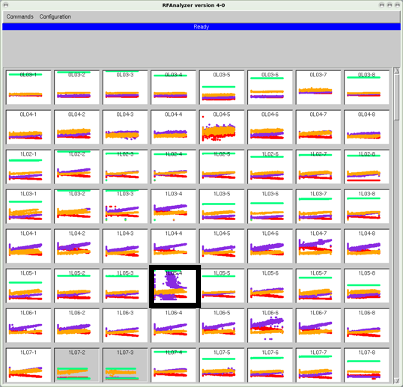 RFAnalyzer version 4-0
Commands Configuration
Ready
0L03-1 0L03-2 0L03-3 0L03-4 0L03-5 0L03-6 0L03-7 0L03-8
0L04-1 0L04-2 0L04-3 0L04-4 0L04-5 0L04-6 0L04-7 0L04-8
1L02-1 1L02-2 1L02-3 1L02-4 1L02-5 1L02-6 1L02-7 1L02-8
1L03-1 1L03-2 1L03-3 1L03-4 1L03-5 1L03-6 1L03-7 1L03-8
1L04-1 1L04-2 1L04-3 1L04-4 1L04-5 1L04-6 1L04-7 1L04-8
1L05-1 1L05-2 1L05-3 1L05-5 1L05-6 1L05-7 1L05-8
1L06-1 1L06-2 1L06-3 1L06-4 1L06-5 1L06-6 1L06-7 1L06-8
1L07-1 1L07-2 1L07-3 1L07-4 1L07-5 1L07-6 1L07-7 1L07-8